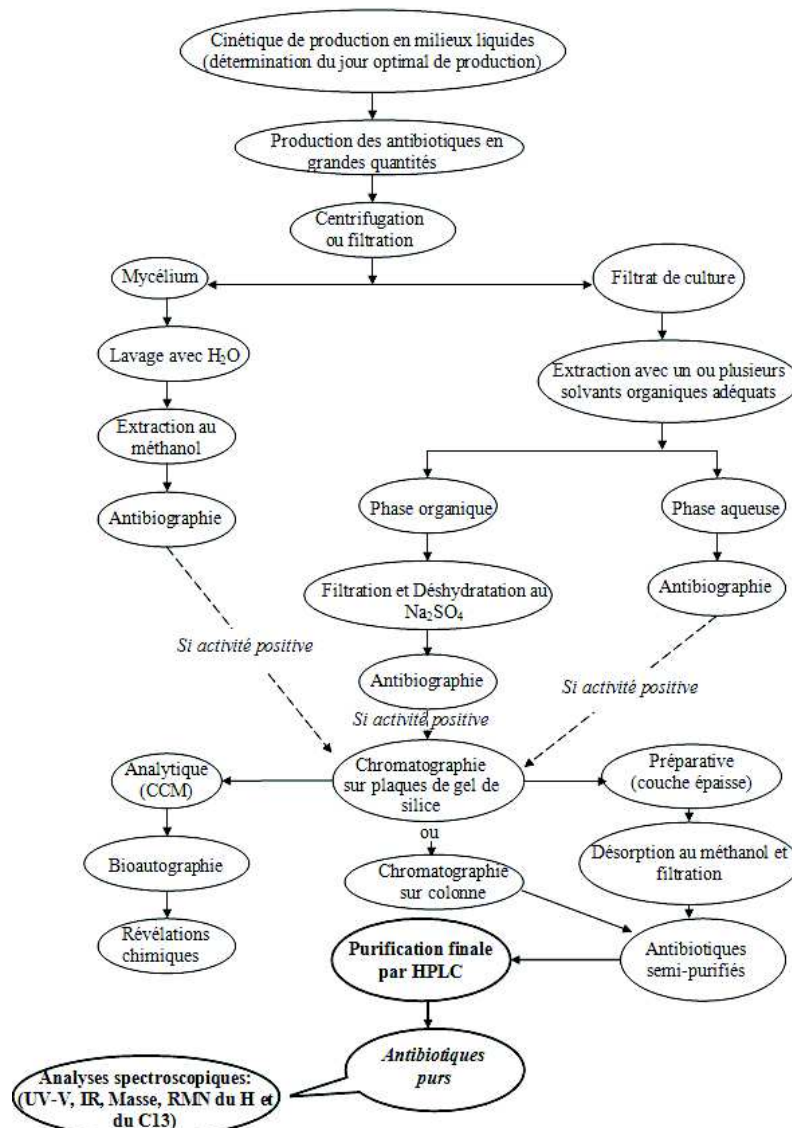 Cinétique de production en milieux liquides
(détermination du jour optimal de production)
Production des antibiotiques en
grandes quantités
Centrifugation
ou filtration
Mycélium
Filtrat de culture
Lavage avec H₂O
Extraction avec un ou plusieurs
solvants organiques adéquats
Extraction au
méthanol
Antibiographie
Phase organique
Phase aqueuse
Filtration et Déshydratation au
Na₂SO₄
Antibiographie
Si activité positive
Antibiographie
Si activité positive
Si activité positive
Analytique
(CCM)
Chromatographie
sur plaques de gel de
silice
Préparative
(couche épaisse)
ou
Bioautographie
Chromatographie
sur colonne
Désorption au méthanol et
filtration
Révélations
chimiques
Purification finale
par HPLC
Antibiotiques
semi-purifiés
Antibiotiques
purs
Analyses spectroscopiques:
(UV-V, IR, Masse, RMN du H et
du C13)